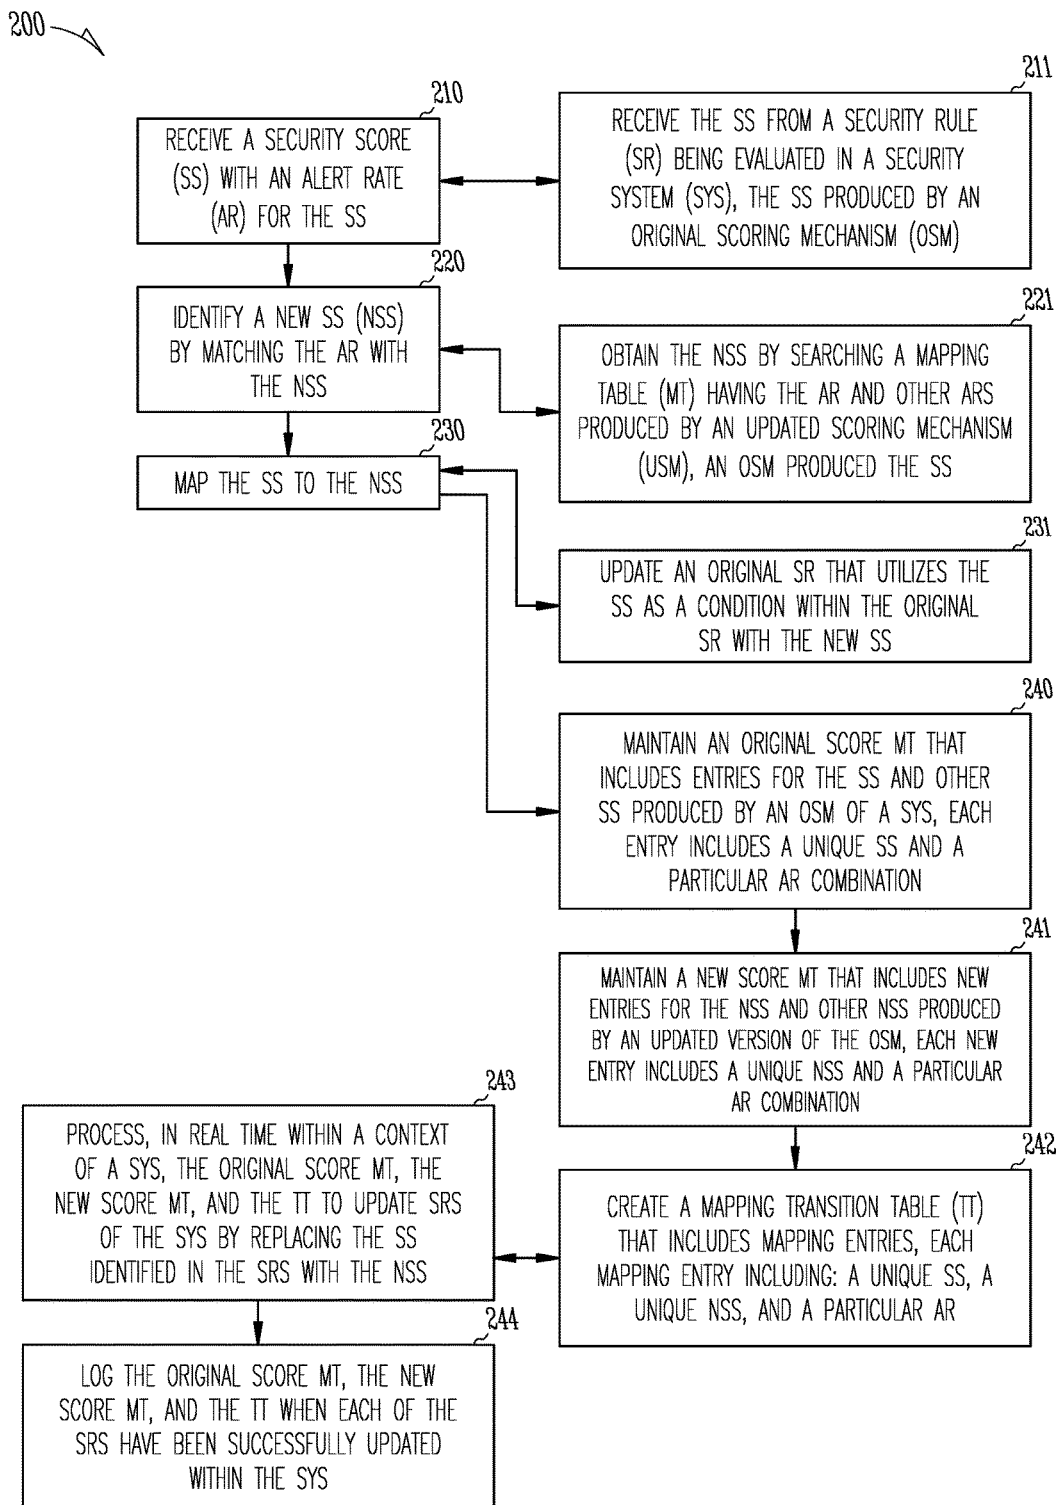 200
210
RECEIVE A SECURITY SCORE
(SS) WITH AN ALERT RATE
(AR) FOR THE SS
211
RECEIVE THE SS FROM A SECURITY RULE
(SR) BEING EVALUATED IN A SECURITY
SYSTEM (SYS), THE SS PRODUCED BY AN
ORIGINAL SCORING MECHANISM (OSM)
220
IDENTIFY A NEW SS (NSS)
BY MATCHING THE AR WITH
THE NSS
221
OBTAIN THE NSS BY SEARCHING A MAPPING
TABLE (MT) HAVING THE AR AND OTHER ARS
PRODUCED BY AN UPDATED SCORING MECHANISM
(USM), AN OSM PRODUCED THE SS
230
MAP THE SS TO THE NSS
231
UPDATE AN ORIGINAL SR THAT UTILIZES THE
SS AS A CONDITION WITHIN THE ORIGINAL
SR WITH THE NEW SS
240
MAINTAIN AN ORIGINAL SCORE MT THAT
INCLUDES ENTRIES FOR THE SS AND OTHER
SS PRODUCED BY AN OSM OF A SYS, EACH
ENTRY INCLUDES A UNIQUE SS AND A
PARTICULAR AR COMBINATION
241
MAINTAIN A NEW SCORE MT THAT INCLUDES NEW
ENTRIES FOR THE NSS AND OTHER NSS PRODUCED
BY AN UPDATED VERSION OF THE OSM, EACH NEW
ENTRY INCLUDES A UNIQUE NSS AND A PARTICULAR
AR COMBINATION
242
CREATE A MAPPING TRANSITION TABLE (TT)
THAT INCLUDES MAPPING ENTRIES, EACH
MAPPING ENTRY INCLUDING: A UNIQUE SS, A
UNIQUE NSS, AND A PARTICULAR AR
243
PROCESS, IN REAL TIME WITHIN A CONTEXT
OF A SYS, THE ORIGINAL SCORE MT, THE
NEW SCORE MT, AND THE TT TO UPDATE SRS
OF THE SYS BY REPLACING THE SS
IDENTIFIED IN THE SRS WITH THE NSS
244
LOG THE ORIGINAL SCORE MT, THE NEW
SCORE MT, AND THE TT WHEN EACH OF THE
SRS HAVE BEEN SUCCESSFULLY UPDATED
WITHIN THE SYS